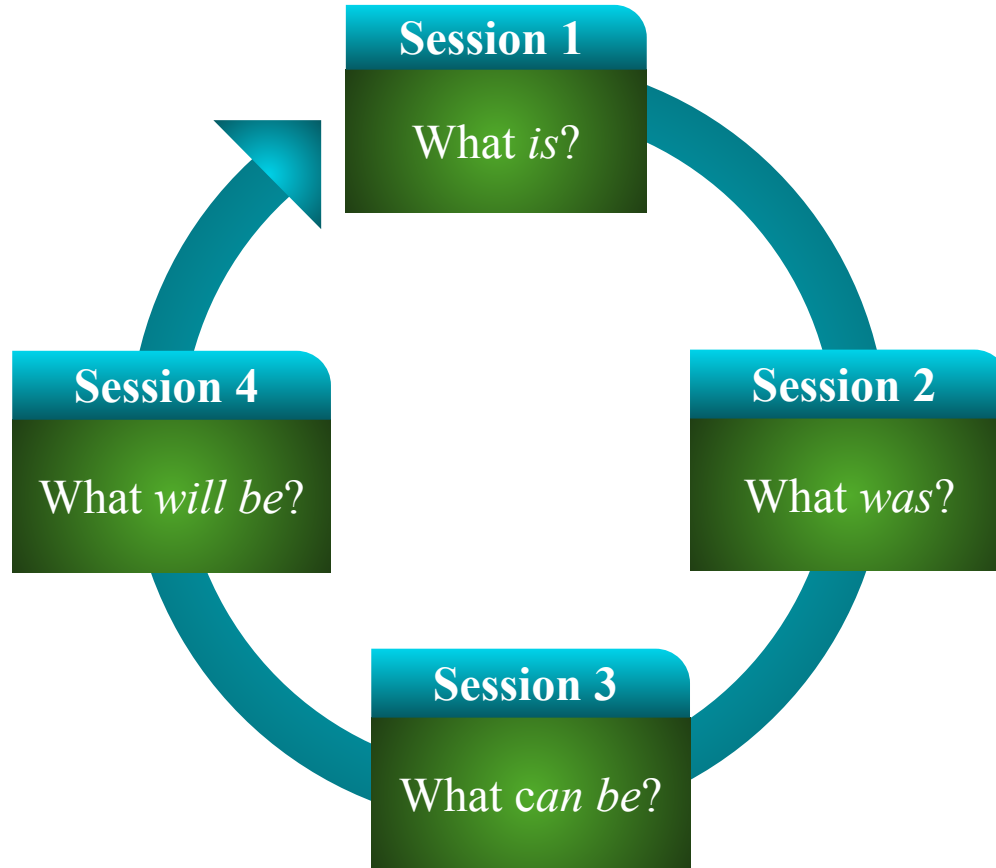 Session 1
What is?
Session 2
What was?
Session 3
What can be?
Session 4
What will be?